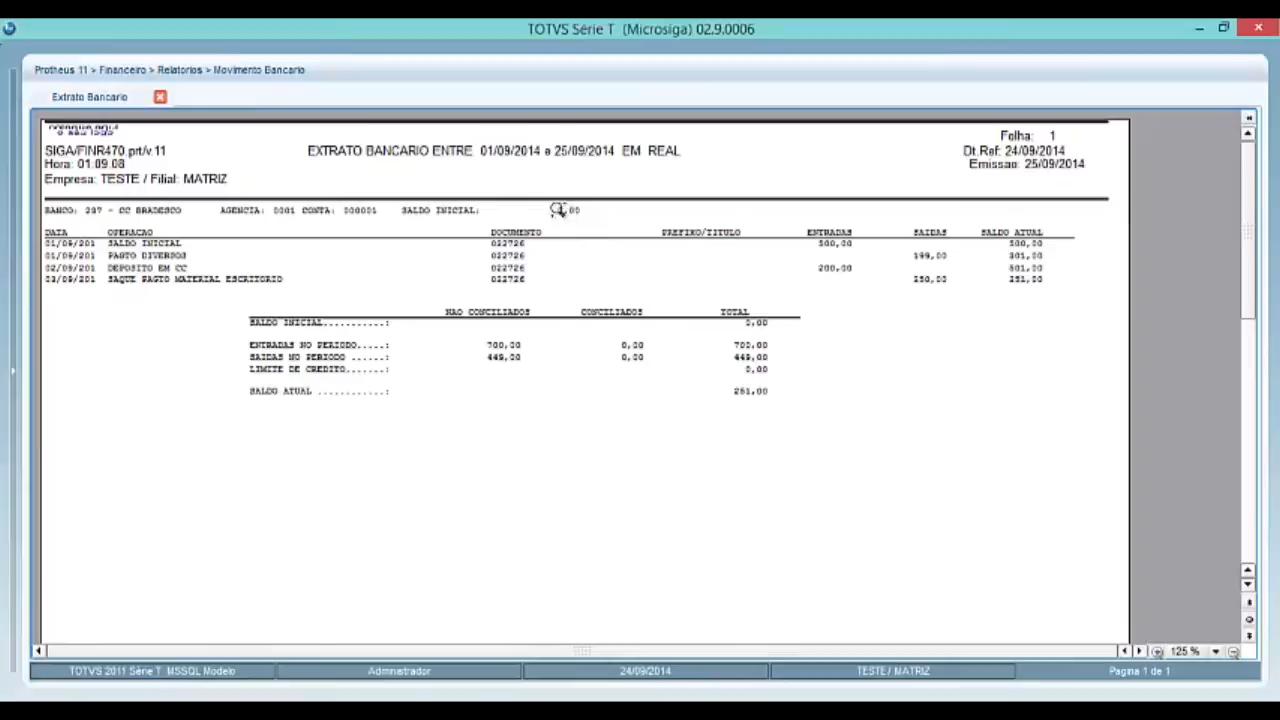 TOTVS Série T (Microsiga) 02.9.0006
Protheus 11 > Financeiro > Relatorios > Movimento Bancario
Extrato Bancario
SIGA/FINR470.prt/v.11
Hora: 01:09:08
Empresa: TESTE / Filial: MATRIZ
EXTRATO BANCARIO ENTRE 01/09/2014 e 25/09/2014 EM REAL
Folha: 1
Dt.Ref: 24/09/2014
Emissao: 25/09/2014
BANCO: 237 - CC BRADESCO AGENCIA: 0001 CONTA: 000001 SALDO INICIAL:
DATA OPERACAO DOCUMENTO PREFIXO/TITULO ENTRADAS SAIDAS SALDO ATUAL
01/09/201 SALDO INICIAL 022726 500,00 500,00
01/09/201 PAGTO DIVERSOS 022726 199,00 301,00
02/09/201 DEPOSITO EM CC 022726 200,00 501,00
03/09/201 SAQUE PAGTO MATERIAL ESCRITORIO 022726 250,00 251,00
NAO CONCILIADOS CONCILIADOS TOTAL
SALDO INICIAL...........: 0,00
ENTRADAS NO PERIODO.....: 700,00 0,00 700,00
SAIDAS NO PERIODO ......: 449,00 0,00 449,00
LIMITE DE CREDITO.......: 0,00
SALDO ATUAL ............: 251,00
125 %
TOTVS 2011 Série T MSSQL Modelo
Administrador
24/09/2014
TESTE / MATRIZ
Pagina 1 de 1